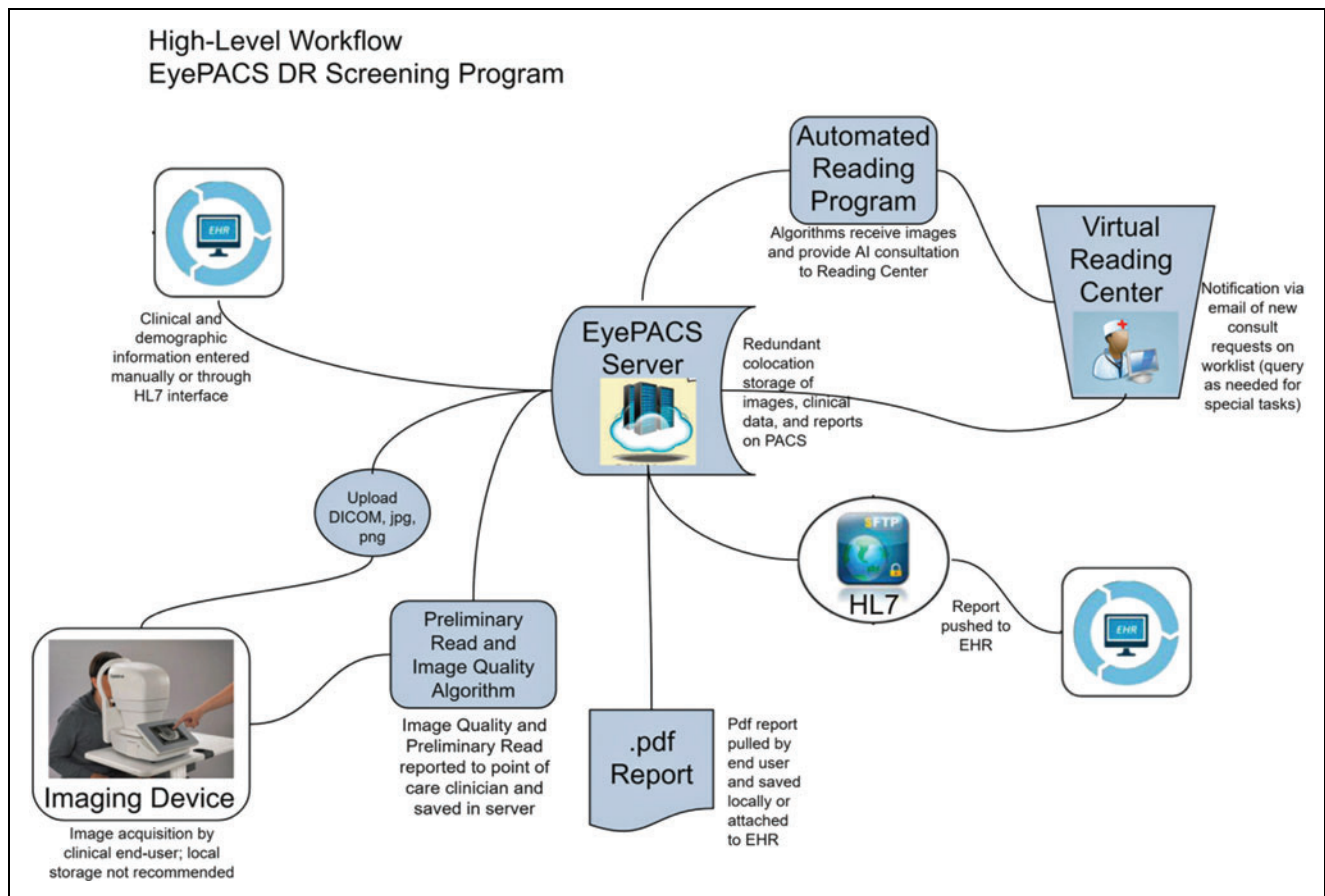 High-Level Workflow
EyePACS DR Screening Program
EHR
Clinical and
demographic
information entered
manually or through
HL7 interface
Automated
Reading
Program
Algorithms receive images
and provide AI consultation
to Reading Center
Virtual
Reading
Center
Notification via
email of new
consult
requests on
worklist (query
as needed for
special tasks)
EyePACS
Server
Redundant
colocation
storage of
images, clinical
data, and reports
on PACS
Upload
DICOM, jpg,
png
Imaging Device
Image acquisition by
clinical end-user; local
storage not recommended
Preliminary
Read and
Image Quality
Algorithm
Image Quality and
Preliminary Read
reported to point of
care clinician and
saved in server
.pdf
Report
Pdf report
pulled by
end user
and saved
locally or
attached
to EHR
SFTP
HL7
Report
pushed to
EHR
EHR